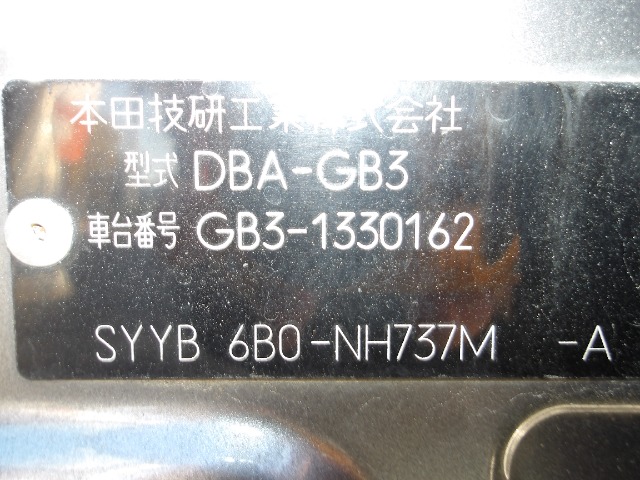 本田技研工業株式会社
型式 DBA-GB3
車台番号 GB3-1330162
SYYB 6B0-NH737M -A